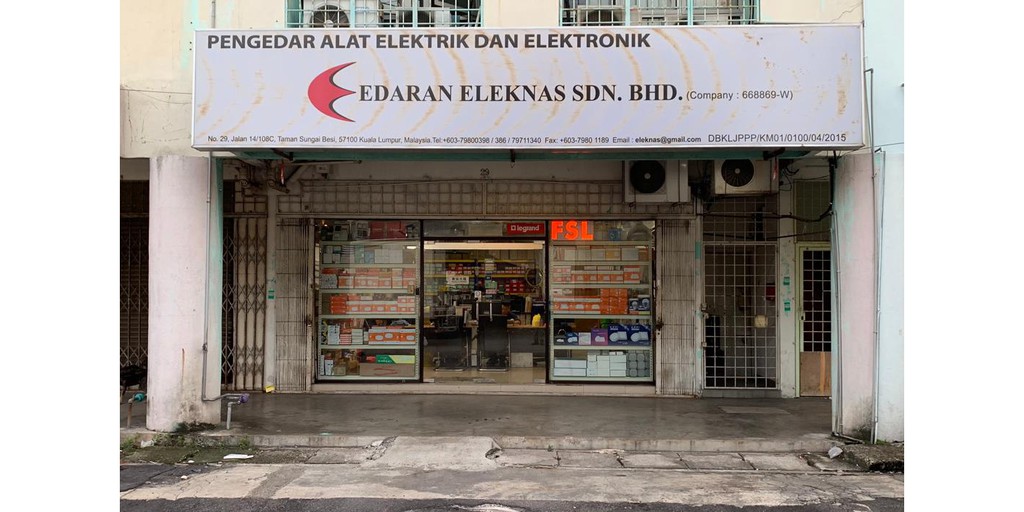 PENGEDAR ALAT ELEKTRIK DAN ELEKTRONIK
EDARAN ELEKNAS SDN. BHD. (Company : 668869-W)
No. 29, Jalan 14/108C, Taman Sungai Besi, 57100 Kuala Lumpur, Malaysia.Tel:+603-79800398 / 386 / 79711340 Fax: +603-7980 1189 Email : eleknas@gmail.com DBKLJPPP/KM01/0100/04/2015
29
legrand
FSL